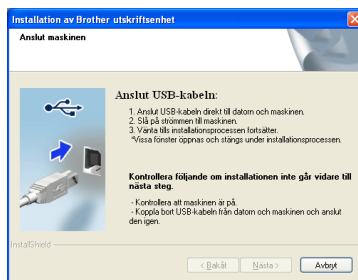 Installation av Brother utskriftsenhet
Anslut maskinen
Anslut USB-kabeln:
1. Anslut USB-kabeln direkt till datorn och maskinen.
2. Slå på strömmen till maskinen.
3. Vänta tills installationsprocessen fortsätter.
*Vissa fönster öppnas och stängs under installationsprocessen.
Kontrollera följande om installationen inte går vidare till
nästa steg.
- Kontrollera att maskinen är på.
- Koppla bort USB-kabeln från datorn och maskinen och anslut
den igen.
InstallShield
< Bakåt
Nästa >
Avbryt